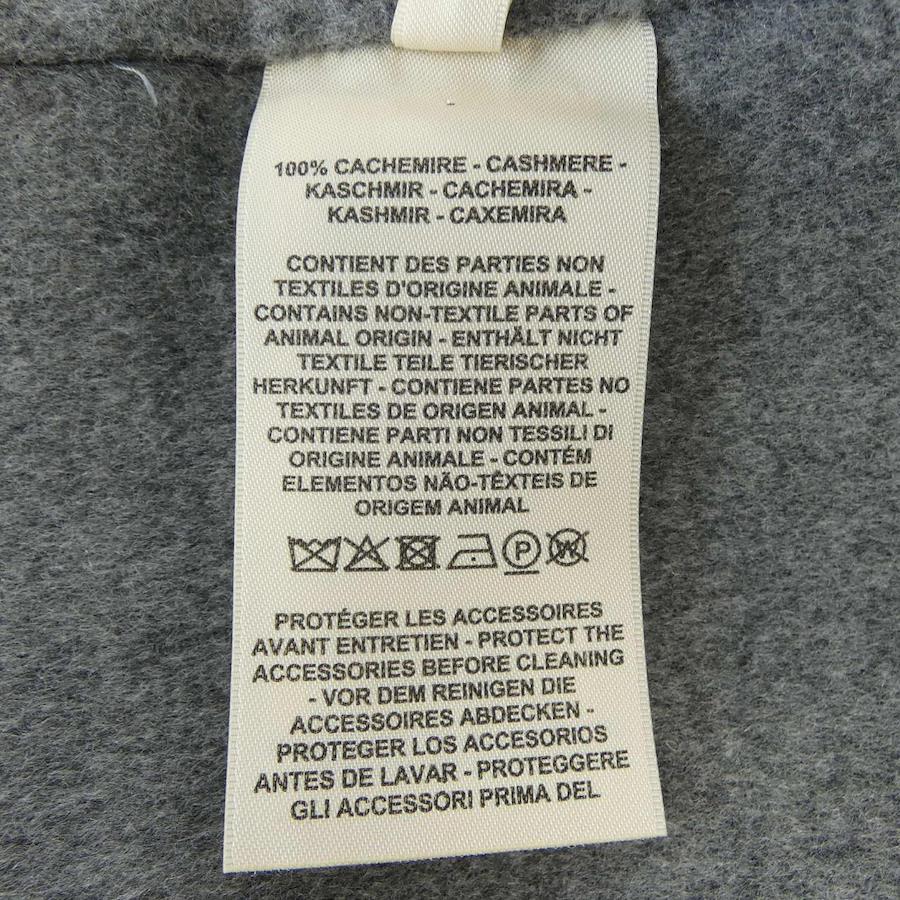 100% CACHEMIRE - CASHMERE -
KASCHMIR - CACHEMIRA -
KASHMIR - CAXEMIRA
CONTIENT DES PARTIES NON
TEXTILES D'ORIGINE ANIMALE -
CONTAINS NON-TEXTILE PARTS OF
ANIMAL ORIGIN - ENTHÄLT NICHT
TEXTILE TEILE TIERISCHER
HERKUNFT - CONTIENE PARTES NO
TEXTILES DE ORIGEN ANIMAL -
CONTIENE PARTI NON TESSILI DI
ORIGINE ANIMALE - CONTÉM
ELEMENTOS NÃO-TÊXTEIS DE
ORIGEM ANIMAL
P W
PROTÉGER LES ACCESSOIRES
AVANT ENTRETIEN - PROTECT THE
ACCESSORIES BEFORE CLEANING
- VOR DEM REINIGEN DIE
ACCESSOIRES ABDECKEN -
PROTEGER LOS ACCESORIOS
ANTES DE LAVAR - PROTEGGERE
GLI ACCESSORI PRIMA DEL